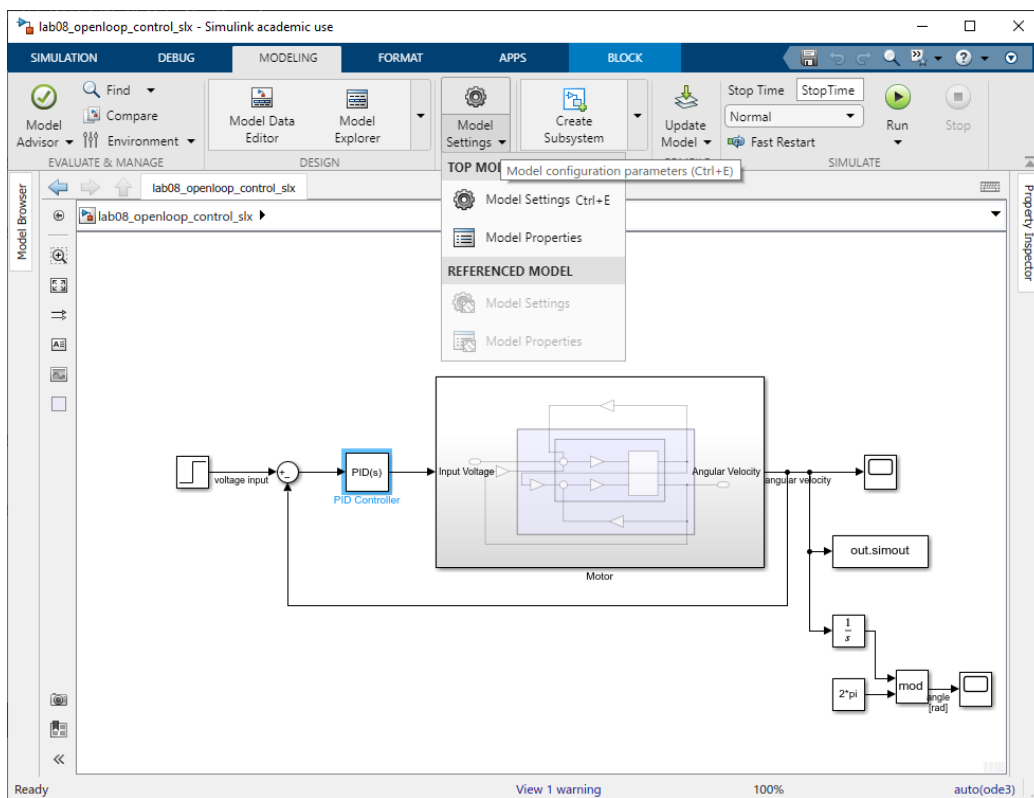 lab08_openloop_control_slx - Simulink academic use
SIMULATION DEBUG MODELING FORMAT APPS BLOCK
Find
Compare
Environment
Model
Advisor
EVALUATE & MANAGE
Model Data
Editor
Model
Explorer
DESIGN
Model
Settings
Create
Subsystem
Update
Model
Stop Time StopTime
Normal
Fast Restart
Run
Stop
SIMULATE
TOP MO
Model configuration parameters (Ctrl+E)
Model Settings Ctrl+E
Model Properties
REFERENCED MODEL
Model Settings
Model Properties
Model Browser
Property Inspector
lab08_openloop_control_slx
lab08_openloop_control_slx
voltage input
PID(s)
PID Controller
Input Voltage
Angular Velocity
angular velocity
Motor
out.simout
1
s
2*pi
mod
angle
[rad]
Ready View 1 warning 100% auto(ode3)